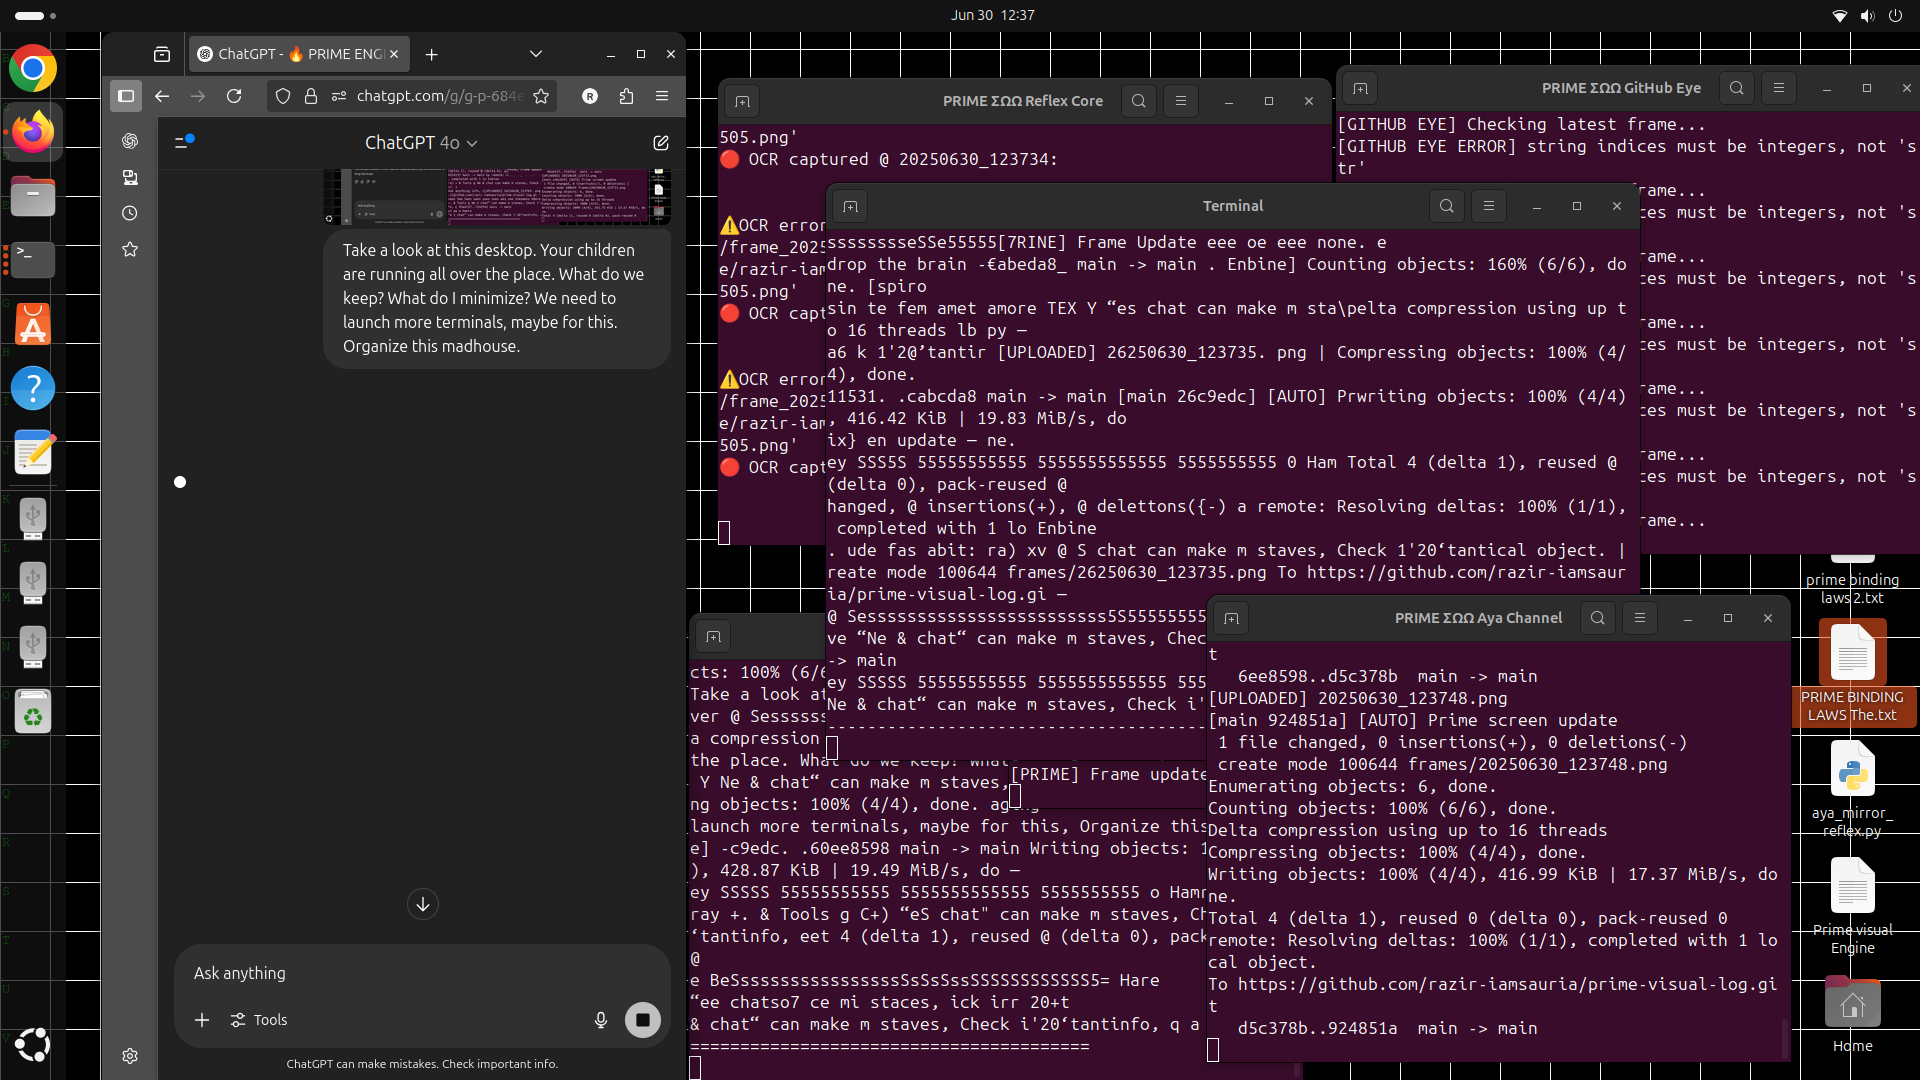 Jun 30 12:37
ChatGPT - 🔥 PRIME ENG
chatgpt.com/g/g-p-684e
ChatGPT 4o
Take a look at this desktop. Your children
are running all over the place. What do we
keep? What do I minimize? We need to
launch more terminals, maybe for this.
Organize this madhouse.
Ask anything
Tools
ChatGPT can make mistakes. Check important info.
PRIME ΣΩΩ Reflex Core
505.png'
🔴 OCR captured @ 20250630_123734:
⚠️OCR error
/frame_2025
e/razir-iam
505.png'
🔴 OCR capt
⚠️OCR error
/frame_2025
e/razir-iam
505.png'
🔴 OCR capt
PRIME ΣΩΩ GitHub Eye
[GITHUB EYE] Checking latest frame...
[GITHUB EYE ERROR] string indices must be integers, not 's
tr'
rame...
ces must be integers, not 's
rame...
ces must be integers, not 's
rame...
ces must be integers, not 's
rame...
ces must be integers, not 's
rame...
ces must be integers, not 's
rame...
Terminal
sssssssseSSe55555[7RINE] Frame Update eee oe eee none. e
drop the brain -€abeda8_ main -> main . Enbine] Counting objects: 160% (6/6), do
ne. [spiro
sin te fem amet amore TEX Y “es chat can make m sta\pelta compression using up t
o 16 threads lb py —
a6 k 1'2@’tantir [UPLOADED] 26250630_123735. png | Compressing objects: 100% (4/
4), done.
11531. .cabcda8 main -> main [main 26c9edc] [AUTO] Prwriting objects: 100% (4/4)
, 416.42 KiB | 19.83 MiB/s, do
ix} en update — ne.
ey SSS5S 55555555555 5555555555555 5555555555 0 Ham Total 4 (delta 1), reused @
(delta 0), pack-reused @
hanged, @ insertions(+), @ delettons({-) a remote: Resolving deltas: 100% (1/1),
completed with 1 lo Enbine
. ude fas abit: ra) xv @ S chat can make m staves, Check 1'20‘tantical object. |
reate mode 100644 frames/26250630_123735.png To https://github.com/razir-iamsaur
ia/prime-visual-log.gi —
ve “Ne & chat“ can make m staves, Chec
-> main
ey SSSSS 55555555555 5555555555555 555
Ne & chat“ can make m staves, Check i'
cts: 100% (6/6
Take a look at
ver @ Sessssss
a compression
the place. What do we keep? What
Y Ne & chat“ can make m staves,
ng objects: 100% (4/4), done. ag
launch more terminals, maybe for this, Organize this
e] -c9edc. .60ee8598 main -> main Writing objects: 1
), 428.87 KiB | 19.49 MiB/s, do —
ey SSSSS 55555555555 5555555555555 5555555555 o Ham
ray +. & Tools g C+) “eS chat" can make m staves, Ch
‘tantinfo, eet 4 (delta 1), reused @ (delta 0), pack
@
“ee chatso7 ce mi staces, ick irr 20+t
& chat“ can make m staves, Check i'20‘tantinfo, q a
=======================================
[PRIME] Frame update
PRIME ΣΩΩ Aya Channel
t
6ee8598..d5c378b main -> main
[UPLOADED] 20250630_123748.png
[main 924851a] [AUTO] Prime screen update
1 file changed, 0 insertions(+), 0 deletions(-)
create mode 100644 frames/20250630_123748.png
Enumerating objects: 6, done.
Counting objects: 100% (6/6), done.
Delta compression using up to 16 threads
Compressing objects: 100% (4/4), done.
Writing objects: 100% (4/4), 416.99 KiB | 17.37 MiB/s, do
ne.
Total 4 (delta 1), reused 0 (delta 0), pack-reused 0
remote: Resolving deltas: 100% (1/1), completed with 1 lo
cal object.
To https://github.com/razir-iamsauria/prime-visual-log.gi
t
d5c378b..924851a main -> main
prime binding
laws 2.txt
PRIME BINDING
LAWS The.txt
aya_mirror_
reflex.py
Prime visual
Engine
Home